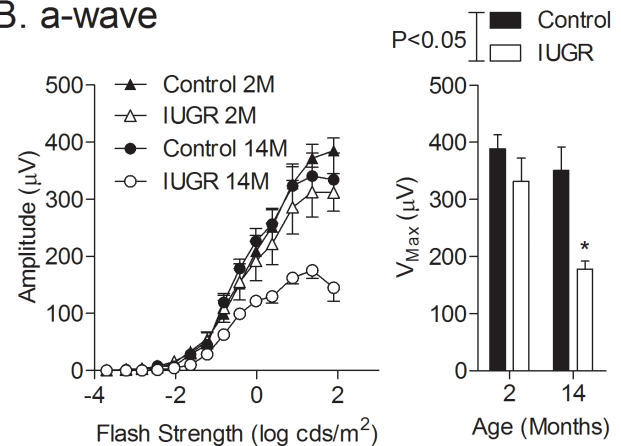 B. a-wave
Control
P<0.05
IUGR
500
400
300
200
100
0
Amplitude (μV)
Control 2M
IUGR 2M
Control 14M
IUGR 14M
-4
-2
0
2
Flash Strength (log cds/m²)
500
400
300
200
100
0
VMax (μV)
*
2
14
Age (Months)